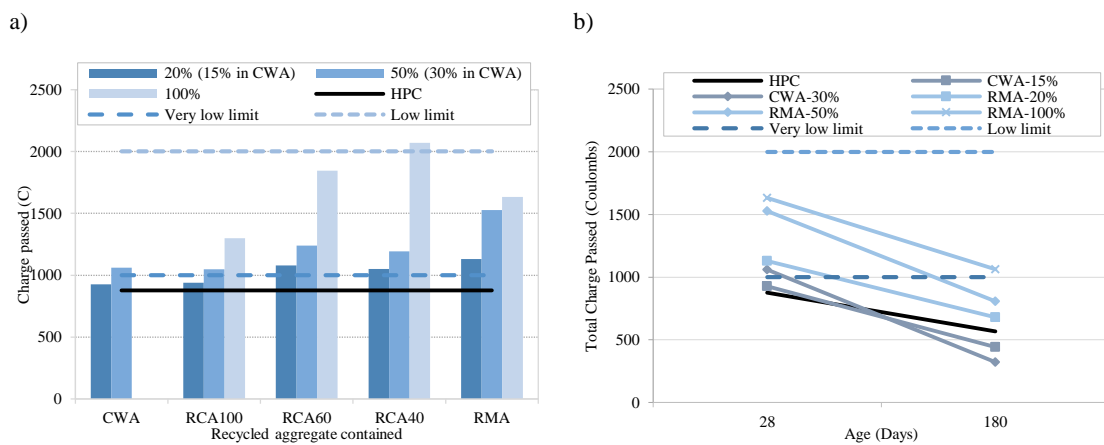 a)
20% (15% in CWA)
50% (30% in CWA)
100%
HPC
Very low limit
Low limit
2500
2000
1500
1000
500
0
Charge passed (C)
CWA
RCA100
RCA60
RCA40
RMA
Recycled aggregate contained
b)
HPC
CWA-15%
CWA-30%
RMA-20%
RMA-50%
RMA-100%
Very low limit
Low limit
2500
2000
1500
1000
500
0
Total Charge Passed (Coulombs)
28
180
Age (Days)